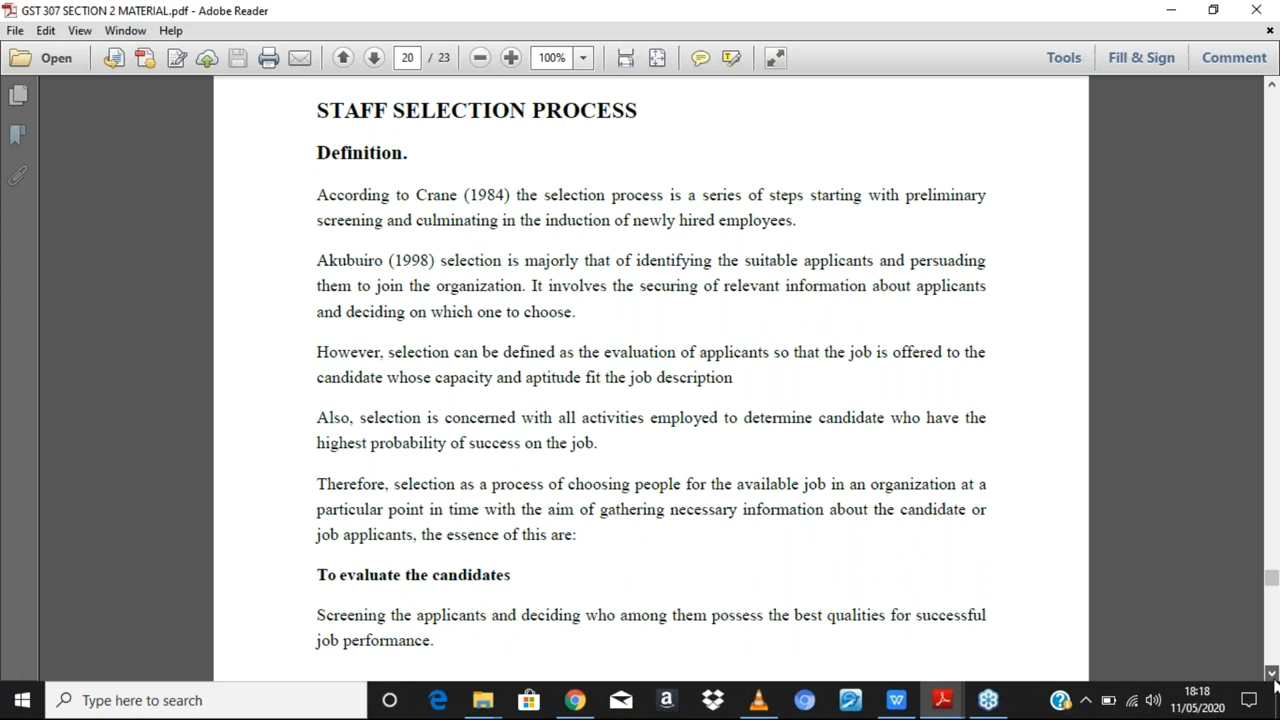 GST 307 SECTION 2 MATERIAL.pdf - Adobe Reader
File Edit View Window Help
Open 20 / 23 100% Tools Fill & Sign Comment
STAFF SELECTION PROCESS
Definition.
According to Crane (1984) the selection process is a series of steps starting with preliminary
screening and culminating in the induction of newly hired employees.
Akubuiro (1998) selection is majorly that of identifying the suitable applicants and persuading
them to join the organization. It involves the securing of relevant information about applicants
and deciding on which one to choose.
However, selection can be defined as the evaluation of applicants so that the job is offered to the
candidate whose capacity and aptitude fit the job description
Also, selection is concerned with all activities employed to determine candidate who have the
highest probability of success on the job.
Therefore, selection as a process of choosing people for the available job in an organization at a
particular point in time with the aim of gathering necessary information about the candidate or
job applicants, the essence of this are:
To evaluate the candidates
Screening the applicants and deciding who among them possess the best qualities for successful
job performance.
Type here to search
18:18
11/05/2020